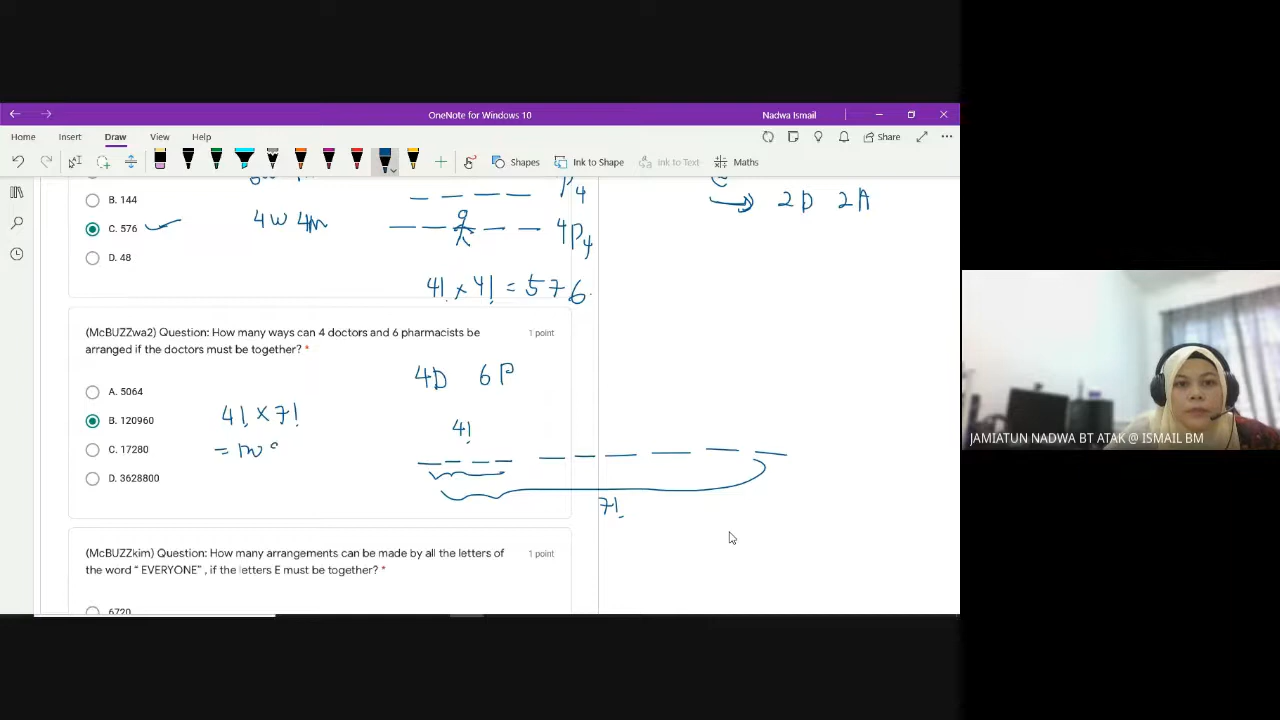 OneNote for Windows 10
Nadwa Ismail
Home Insert Draw View Help
Share
Shapes Ink to Shape Ink to Text Maths
P4
B. 144
2D 2A
4W 4M
4P4
C. 576
D. 48
4! × 4! = 576
(McBUZZwa2) Question: How many ways can 4 doctors and 6 pharmacists be
arranged if the doctors must be together? *
1 point
4D 6P
A. 5064
4! × 7!
B. 120960
4!
C. 17280
D. 3628800
7!
(McBUZZkim) Question: How many arrangements can be made by all the letters of
the word “ EVERYONE” , if the letters E must be together? *
1 point
6720
JAMIATUN NADWA BT ATAK @ ISMAIL BM